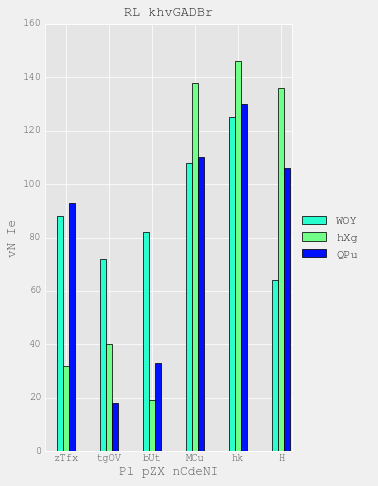 RL khvGADBr
160
140
120
100
80
60
40
20
0
vN Ie
zTfx tgOV bUt MCu hk H
Pl pZX nCdeNI
WOY
hXg
QPu